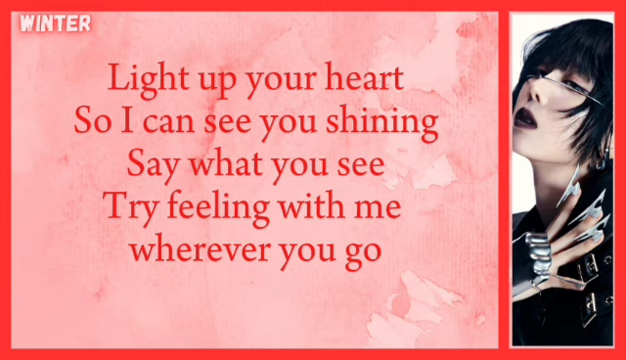 WINTER
Light up your heart
So I can see you shining
Say what you see
Try feeling with me
wherever you go